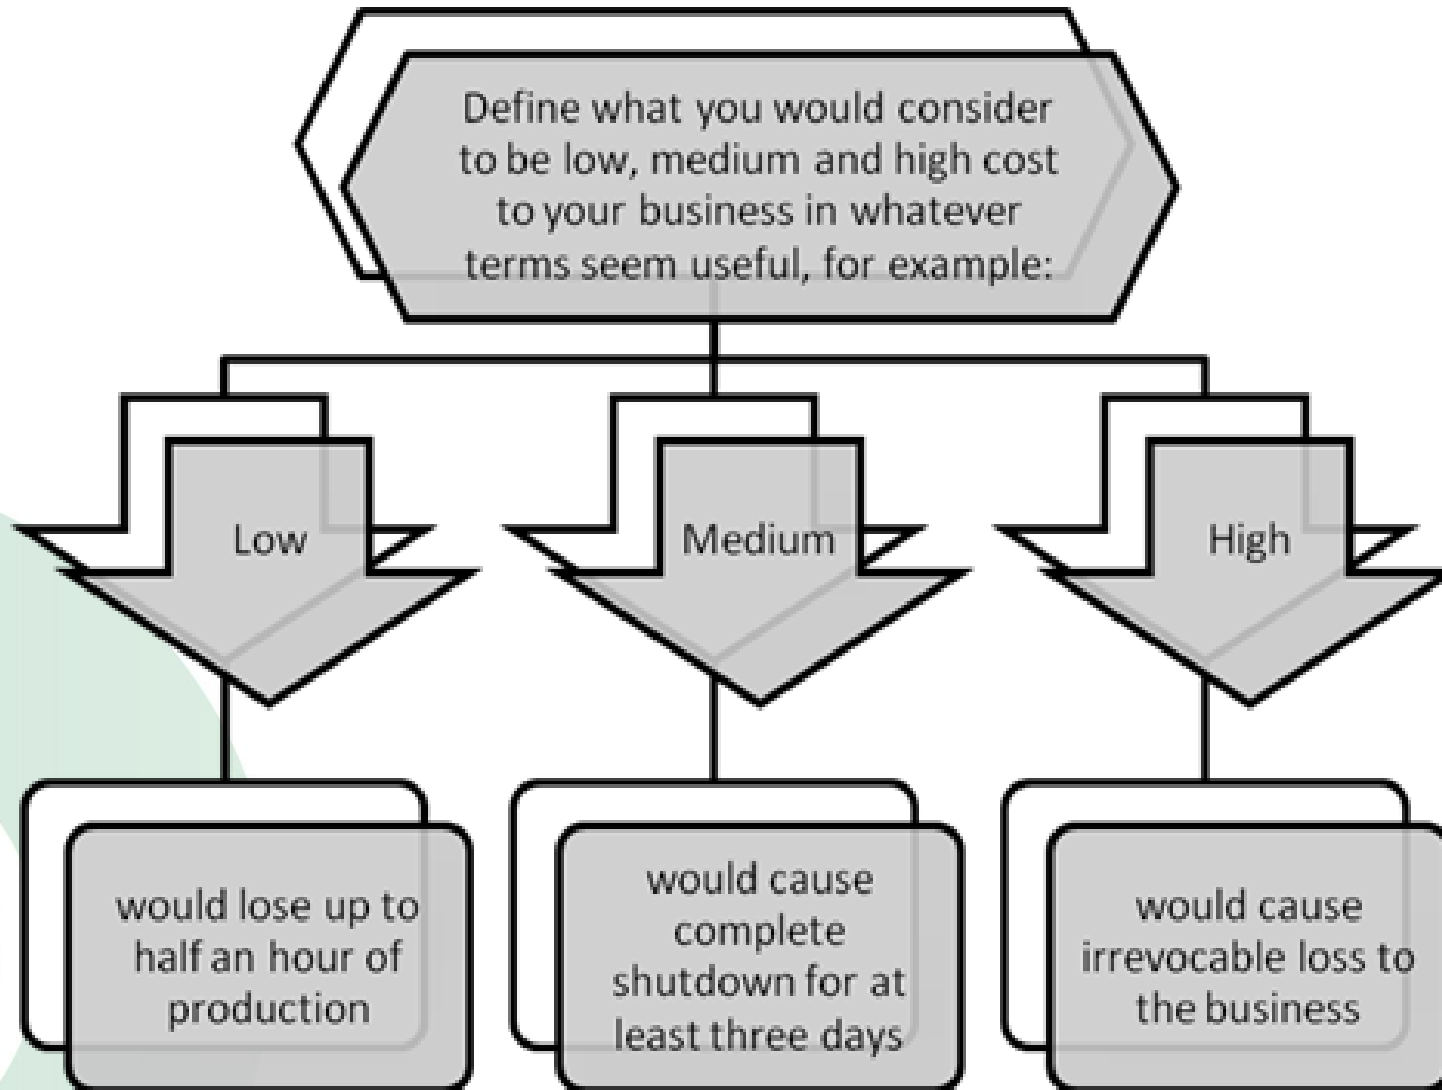 Define what you would consider
to be low, medium and high cost
to your business in whatever
terms seem useful, for example:
Low
Medium
High
would lose up to
half an hour of
production
would cause
complete
shutdown for at
least three days
would cause
irrevocable loss to
the business